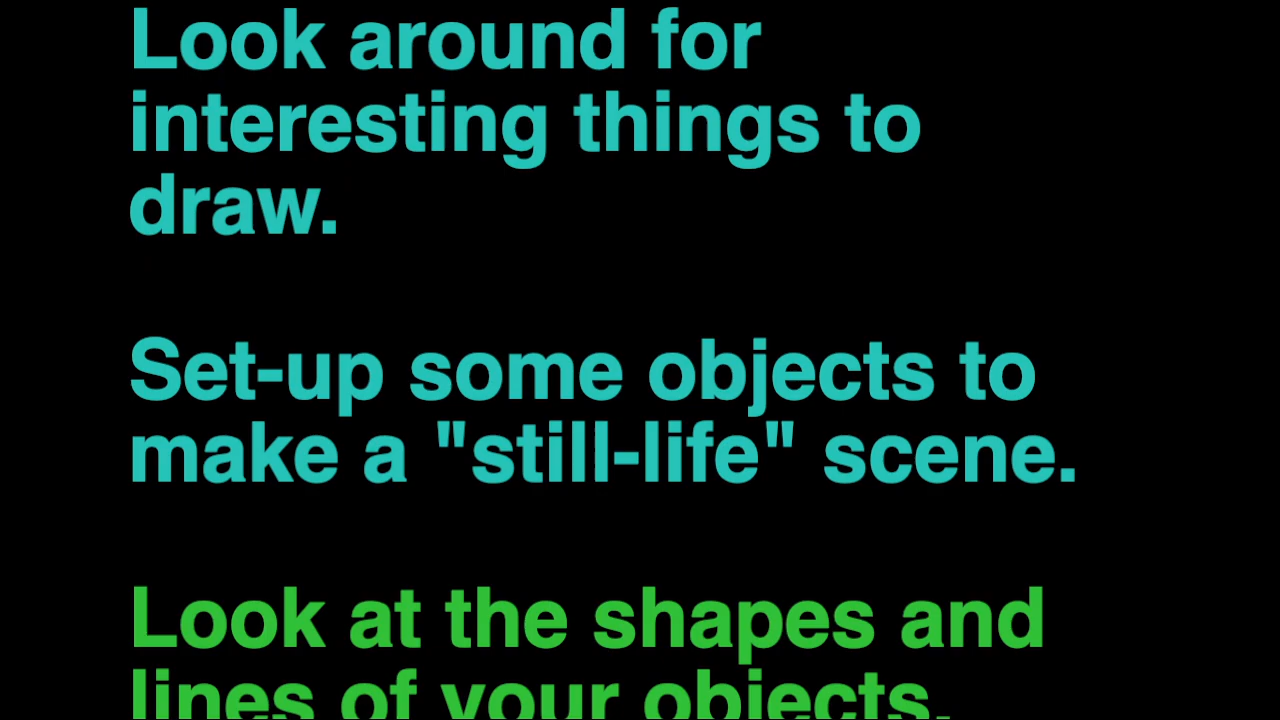 Look around for
interesting things to
draw.
Set-up some objects to
make a "still-life" scene.
Look at the shapes and
lines of your objects.